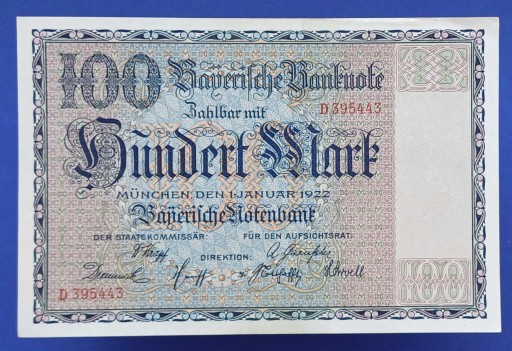 100 Bayerische Banknote
Zahlbar mit
D 395443
Hundert Mark
MÜNCHEN, DEN 1. JANUAR 1922
Bayerische Notenbank
DER STAATSKOMMISSÄR: FÜR DEN AUFSICHTSRAT:
DIREKTION:
D 395443
100